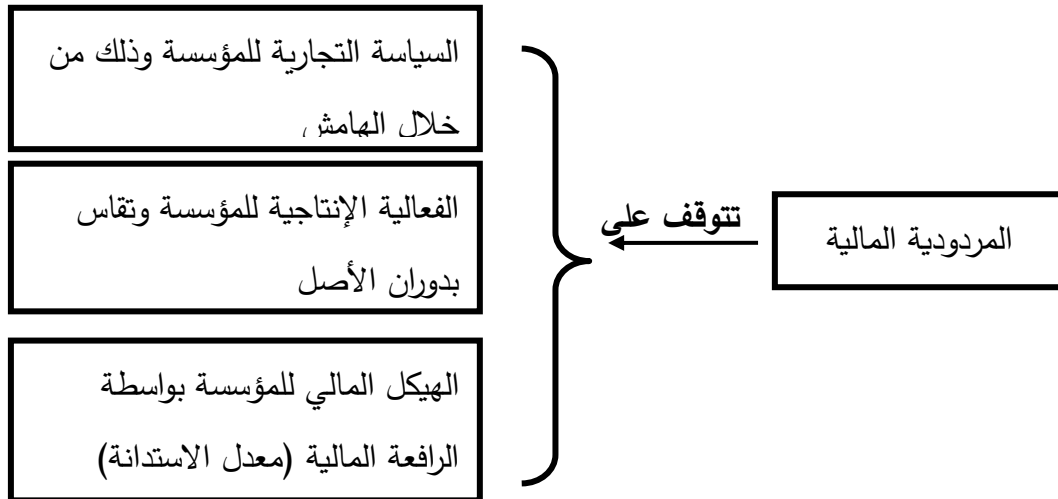 المردودية المالية
تتوقف على
السياسة التجارية للمؤسسة وذلك من
خلال الهامش
الفعالية الإنتاجية للمؤسسة وتقاس
بدوران الأصل
الهيكل المالي للمؤسسة بواسطة
الرافعة المالية (معدل الاستدانة)